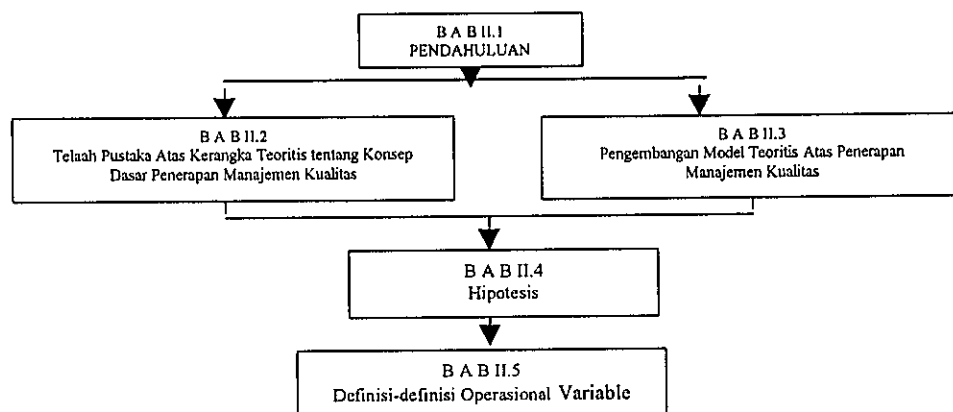 B A B II.1
PENDAHULUAN
B A B II.2
Telaah Pustaka Atas Kerangka Teoritis tentang Konsep
Dasar Penerapan Manajemen Kualitas
B A B II.3
Pengembangan Model Teoritis Atas Penerapan
Manajemen Kualitas
B A B II.4
Hipotesis
B A B II.5
Definisi-definisi Operasional Variable